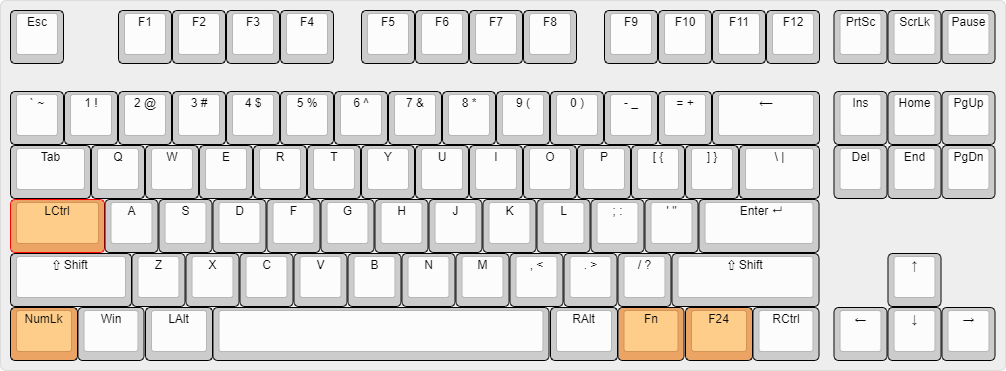 Esc F1 F2 F3 F4 F5 F6 F7 F8 F9 F10 F11 F12 PrtSc ScrLk Pause
` ~ 1 ! 2 @ 3 # 4 $ 5 % 6 ^ 7 & 8 * 9 ( 0 ) - _ = + ← Ins Home PgUp
Tab Q W E R T Y U I O P [ { ] } \ | Del End PgDn
LCtrl A S D F G H J K L ; : ' " Enter ↵
⇧ Shift Z X C V B N M , < . > / ? ⇧ Shift ↑
NumLk Win LAlt RAlt Fn F24 RCtrl ← ↓ →